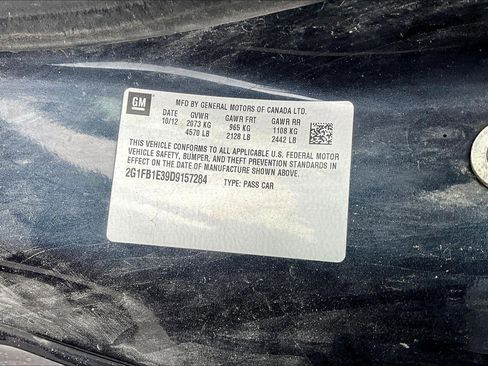 GM
MFD BY GENERAL MOTORS OF CANADA LTD.
DATE GVWR GAWR FRT GAWR RR
10/12 2073 KG 965 KG 1108 KG
4570 LB 2128 LB 2442 LB
THIS VEHICLE CONFORMS TO ALL APPLICABLE U.S. FEDERAL MOTOR
VEHICLE SAFETY, BUMPER, AND THEFT PREVENTION STANDARDS IN
EFFECT ON THE DATE OF MANUFACTURE SHOWN ABOVE.
2G1FB1E39D9157284
TYPE: PASS CAR